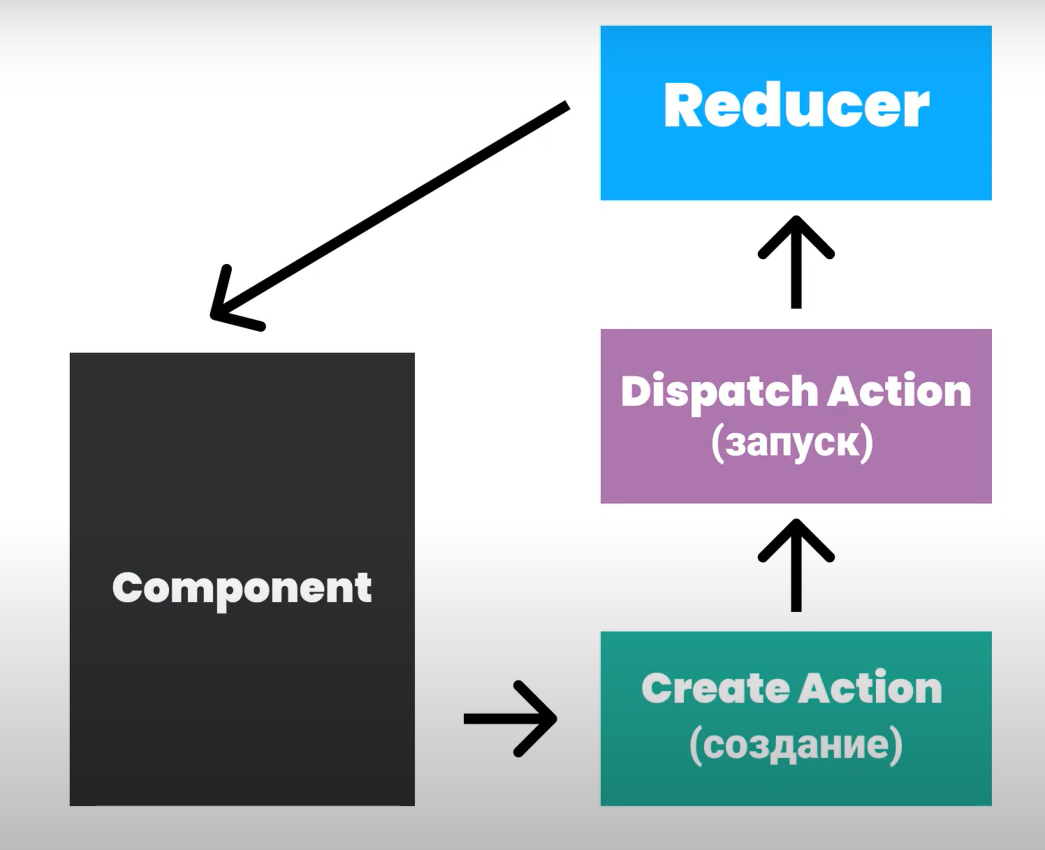 Reducer
Dispatch Action
(запуск)
Component
Create Action
(создание)